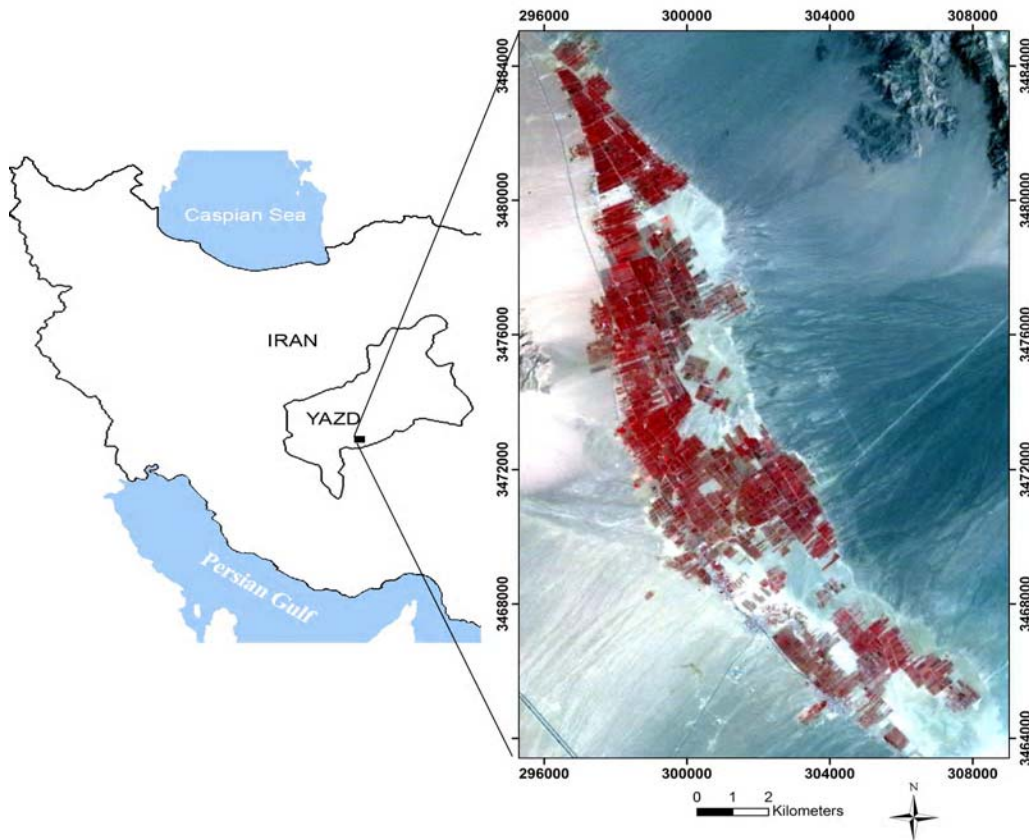 296000 300000 304000 308000
3484000 3484000
3480000 3480000
3476000 3476000
3472000 3472000
3468000 3468000
3464000 3464000
296000 300000 304000 308000
Caspian Sea
IRAN
YAZD
Persian Gulf
0 1 2
Kilometers
N